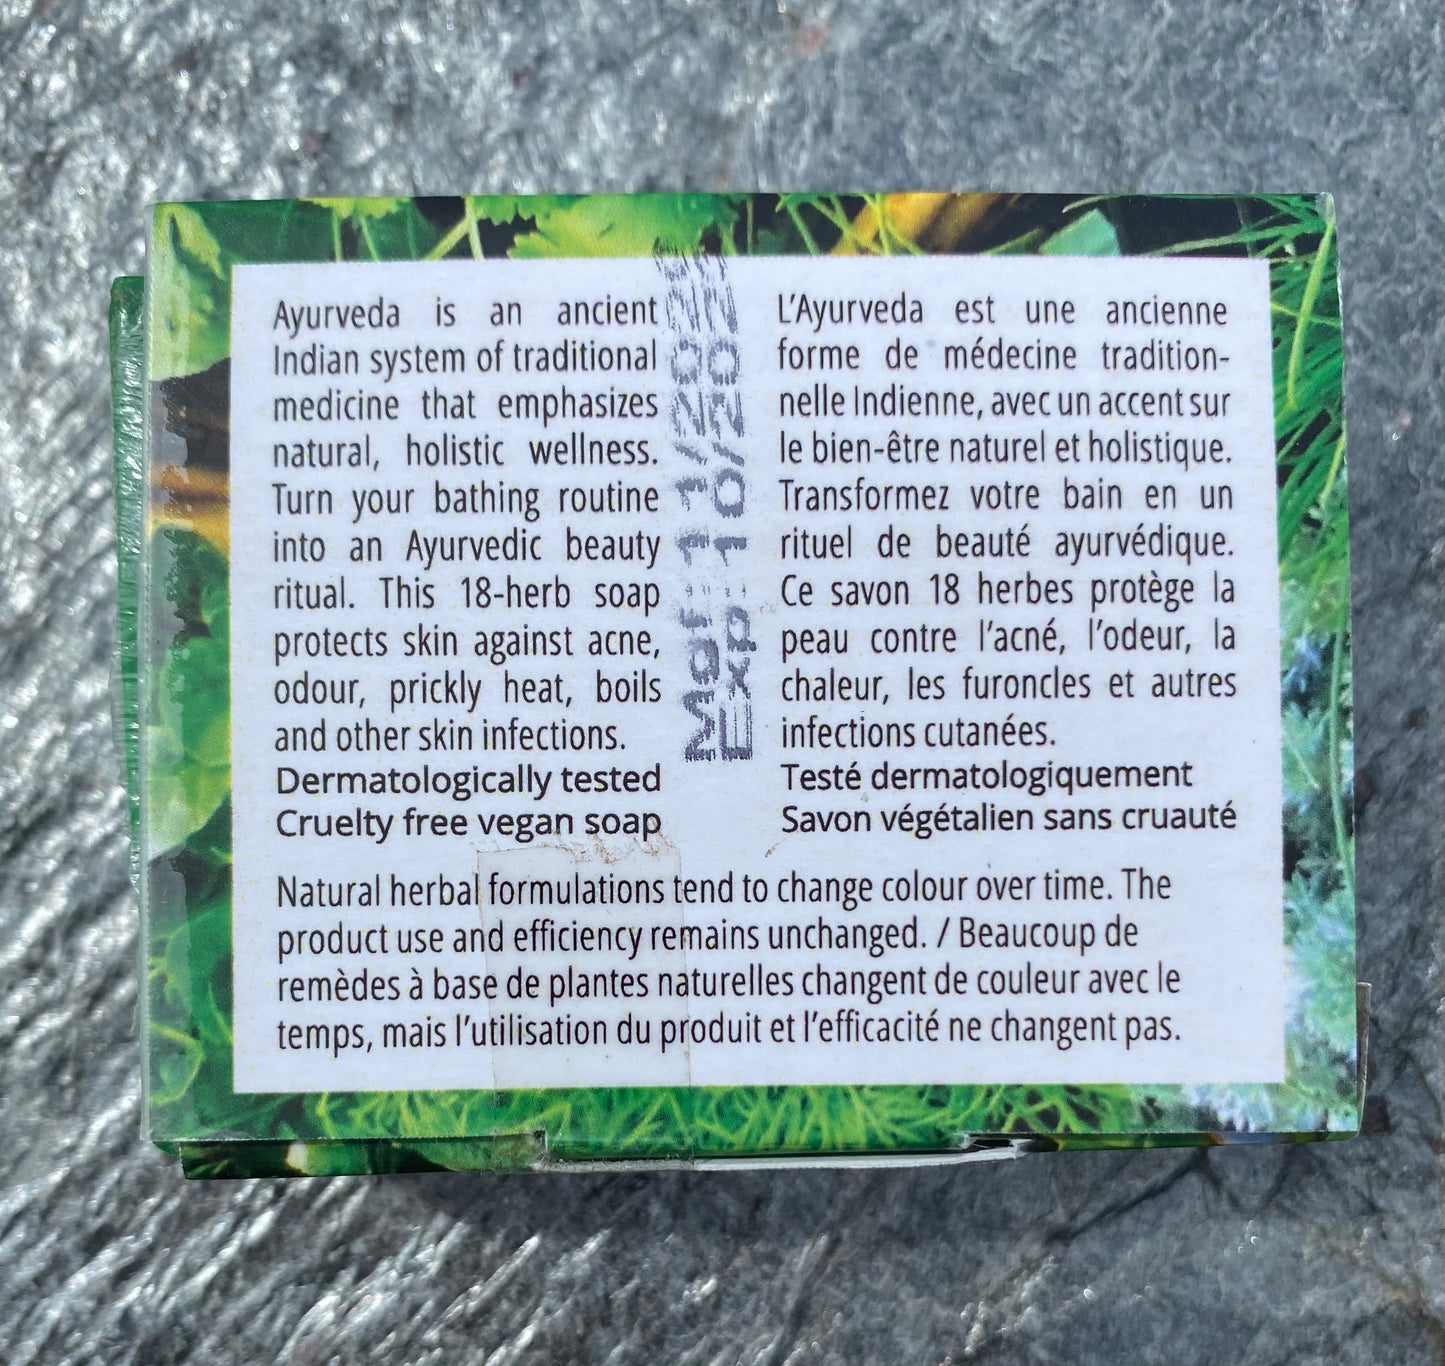 Ayurveda is an ancient
Indian system of traditional
medicine that emphasizes
natural, holistic wellness.
Turn your bathing routine
into an Ayurvedic beauty
ritual. This 18-herb soap
protects skin against acne,
odour, prickly heat, boils
and other skin infections.
Dermatologically tested
Cruelty free vegan soap
Exp :
L’Ayurveda est une ancienne
forme de médecine tradition-
nelle Indienne, avec un accent sur
le bien-être naturel et holistique.
Transformez votre bain en un
rituel de beauté ayurvédique.
Ce savon 18 herbes protège la
peau contre l’acné, l’odeur, la
chaleur, les furoncles et autres
infections cutanées.
Testé dermatologiquement
Savon végétalien sans cruauté
Natural herbal formulations tend to change colour over time. The
product use and efficiency remains unchanged. / Beaucoup de
remèdes à base de plantes naturelles changent de couleur avec le
temps, mais l’utilisation du produit et l’efficacité ne changent pas.